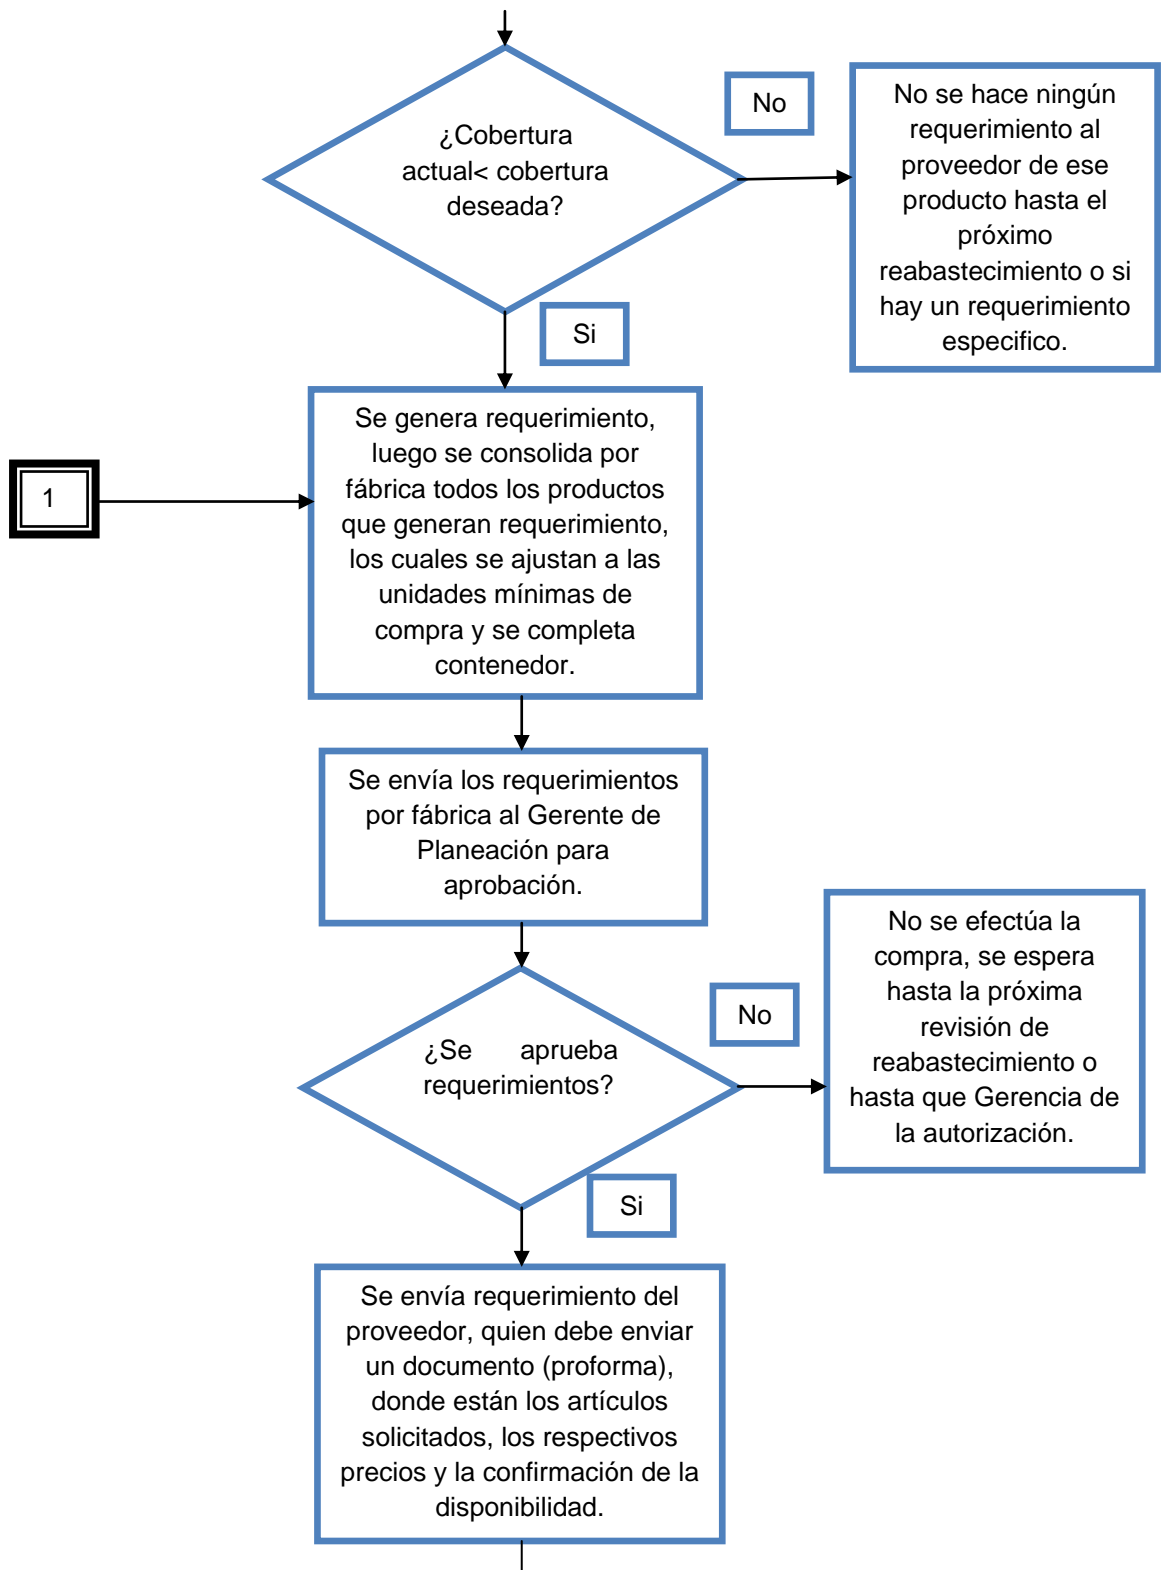 ¿Cobertura
actual< cobertura
deseada?
No
No se hace ningún
requerimiento al
proveedor de ese
producto hasta el
próximo
reabastecimiento o si
hay un requerimiento
especifico.
Si
1
Se genera requerimiento,
luego se consolida por
fábrica todos los productos
que generan requerimiento,
los cuales se ajustan a las
unidades mínimas de
compra y se completa
contenedor.
Se envía los requerimientos
por fábrica al Gerente de
Planeación para
aprobación.
¿Se aprueba
requerimientos?
No
No se efectúa la
compra, se espera
hasta la próxima
revisión de
reabastecimiento o
hasta que Gerencia de
la autorización.
Si
Se envía requerimiento del
proveedor, quien debe enviar
un documento (proforma),
donde están los artículos
solicitados, los respectivos
precios y la confirmación de la
disponibilidad.